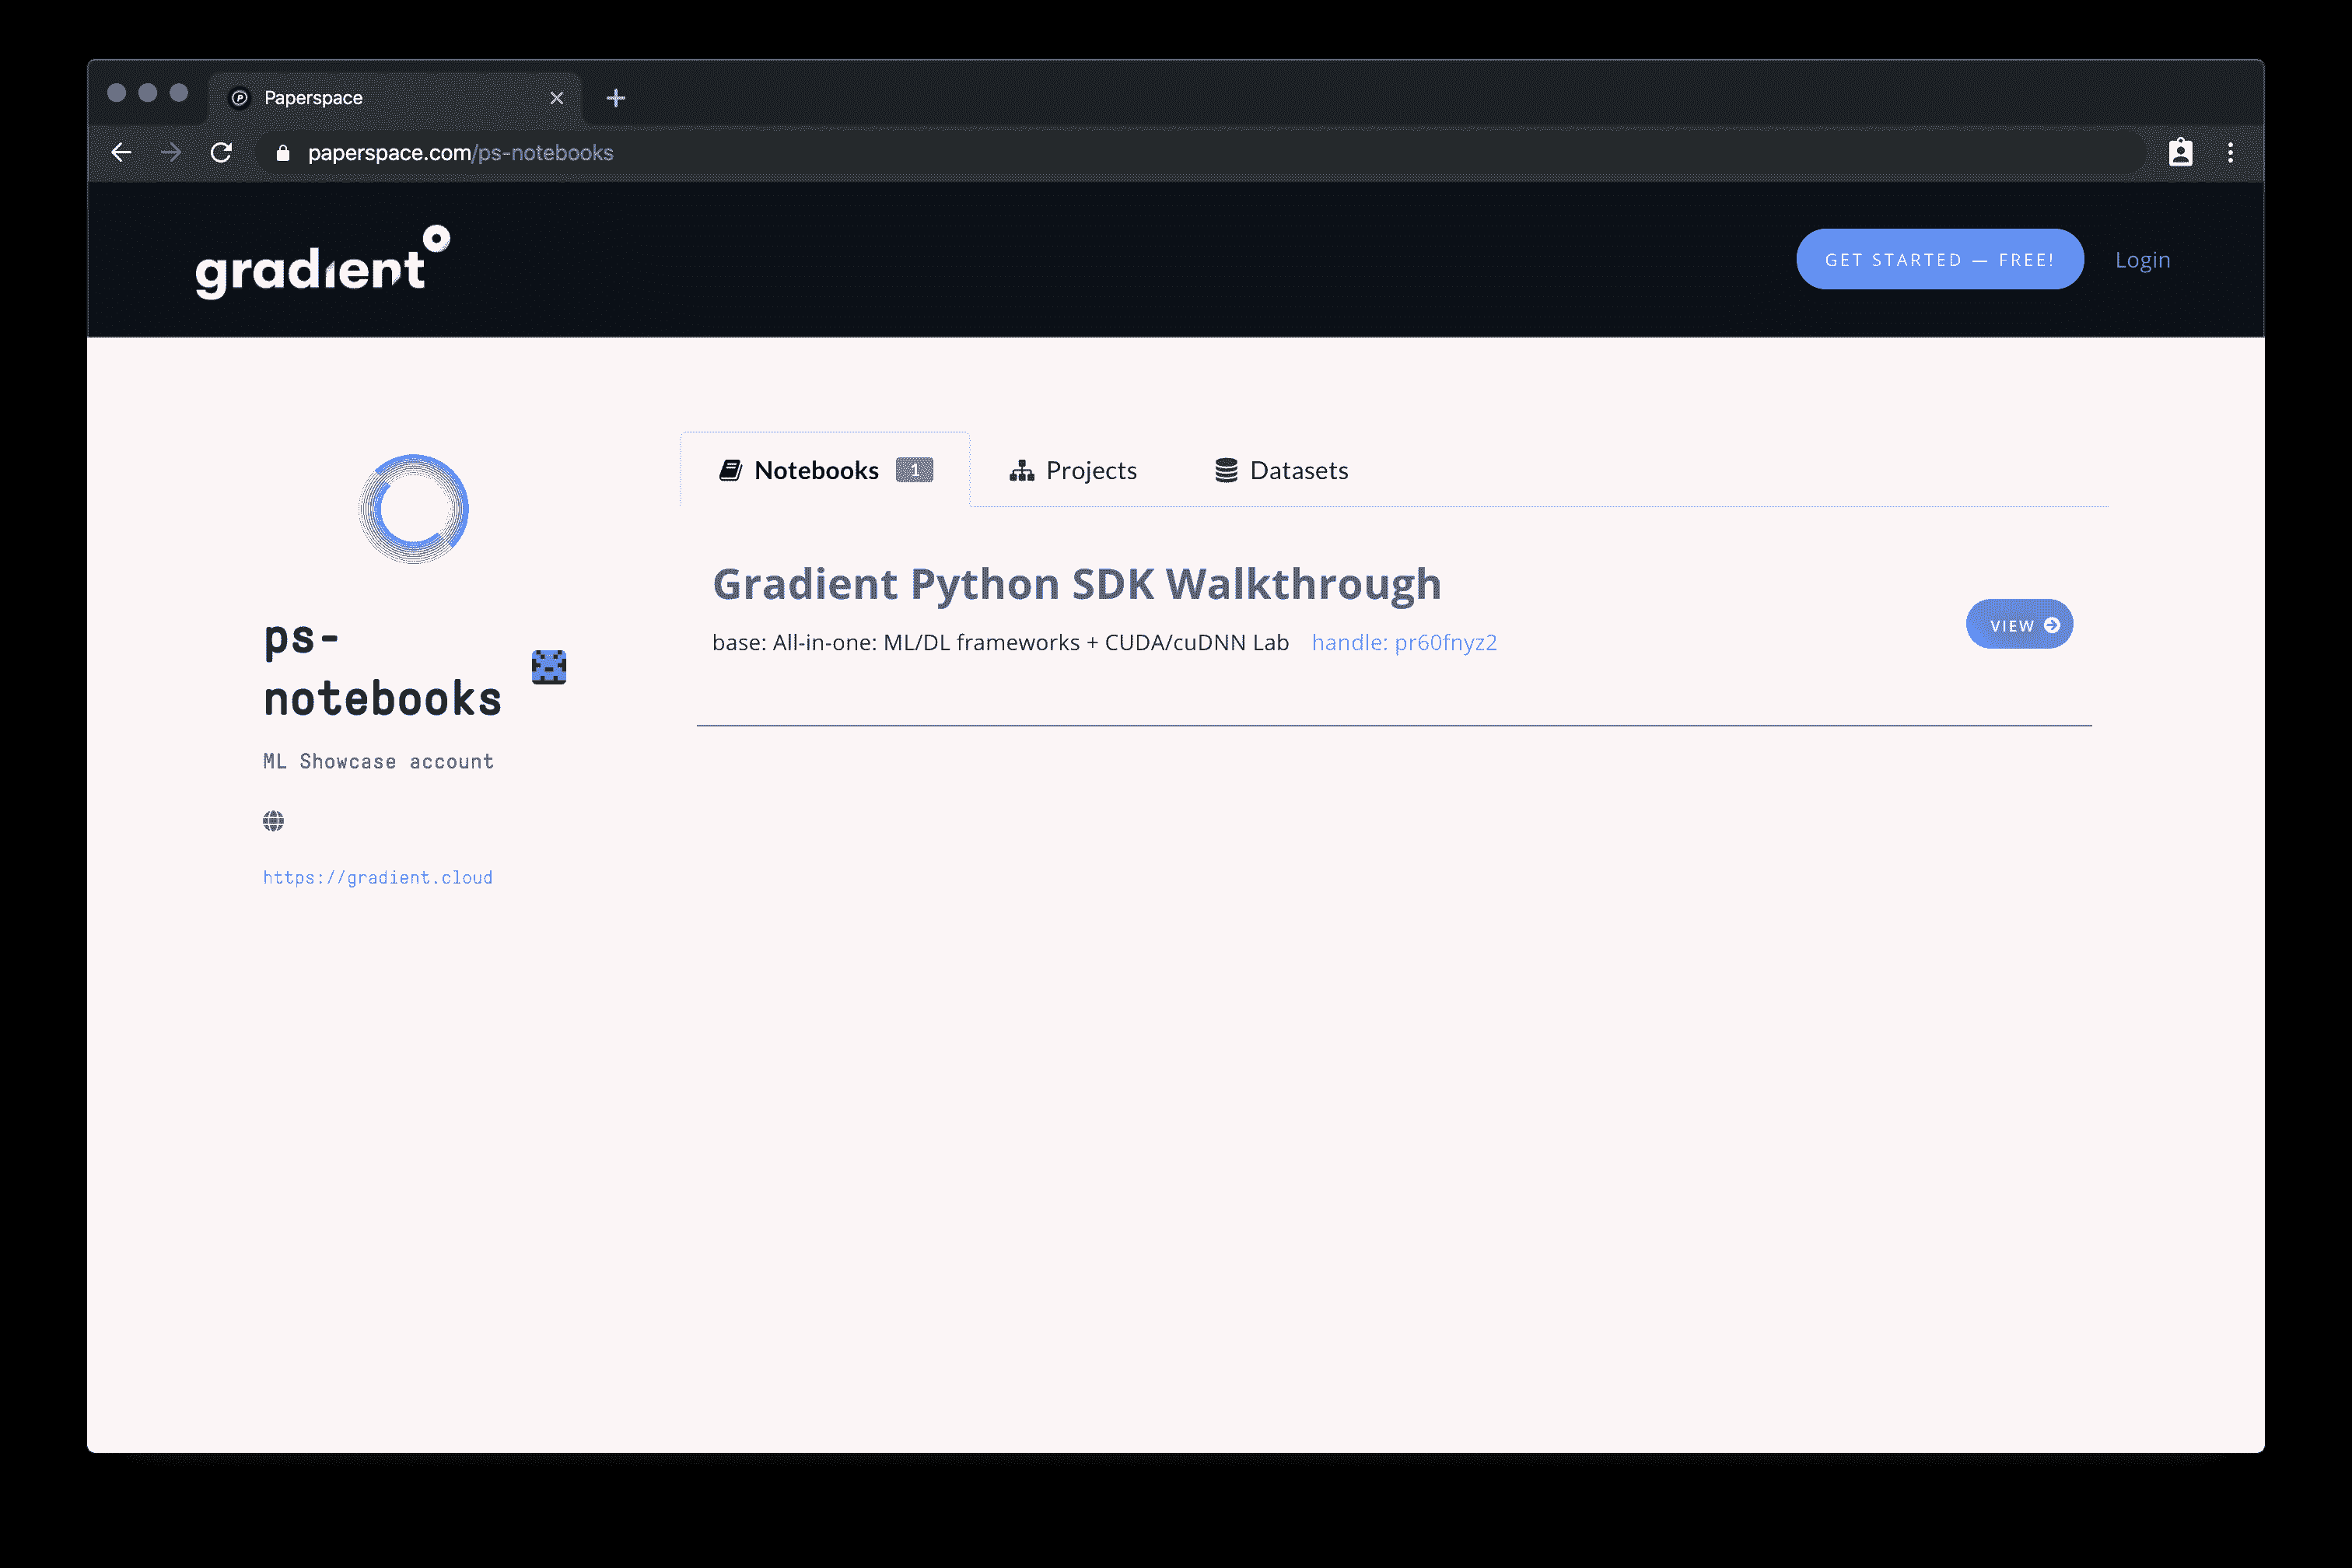 Paperspace
paperspace.com/ps-notebooks
gradient
GET STARTED — FREE!
Login
Notebooks 1
Projects
Datasets
Gradient Python SDK Walkthrough
base: All-in-one: ML/DL frameworks + CUDA/cuDNN Lab handle: pr60fnyz2
VIEW
ps-
notebooks
ML Showcase account
https://gradient.cloud